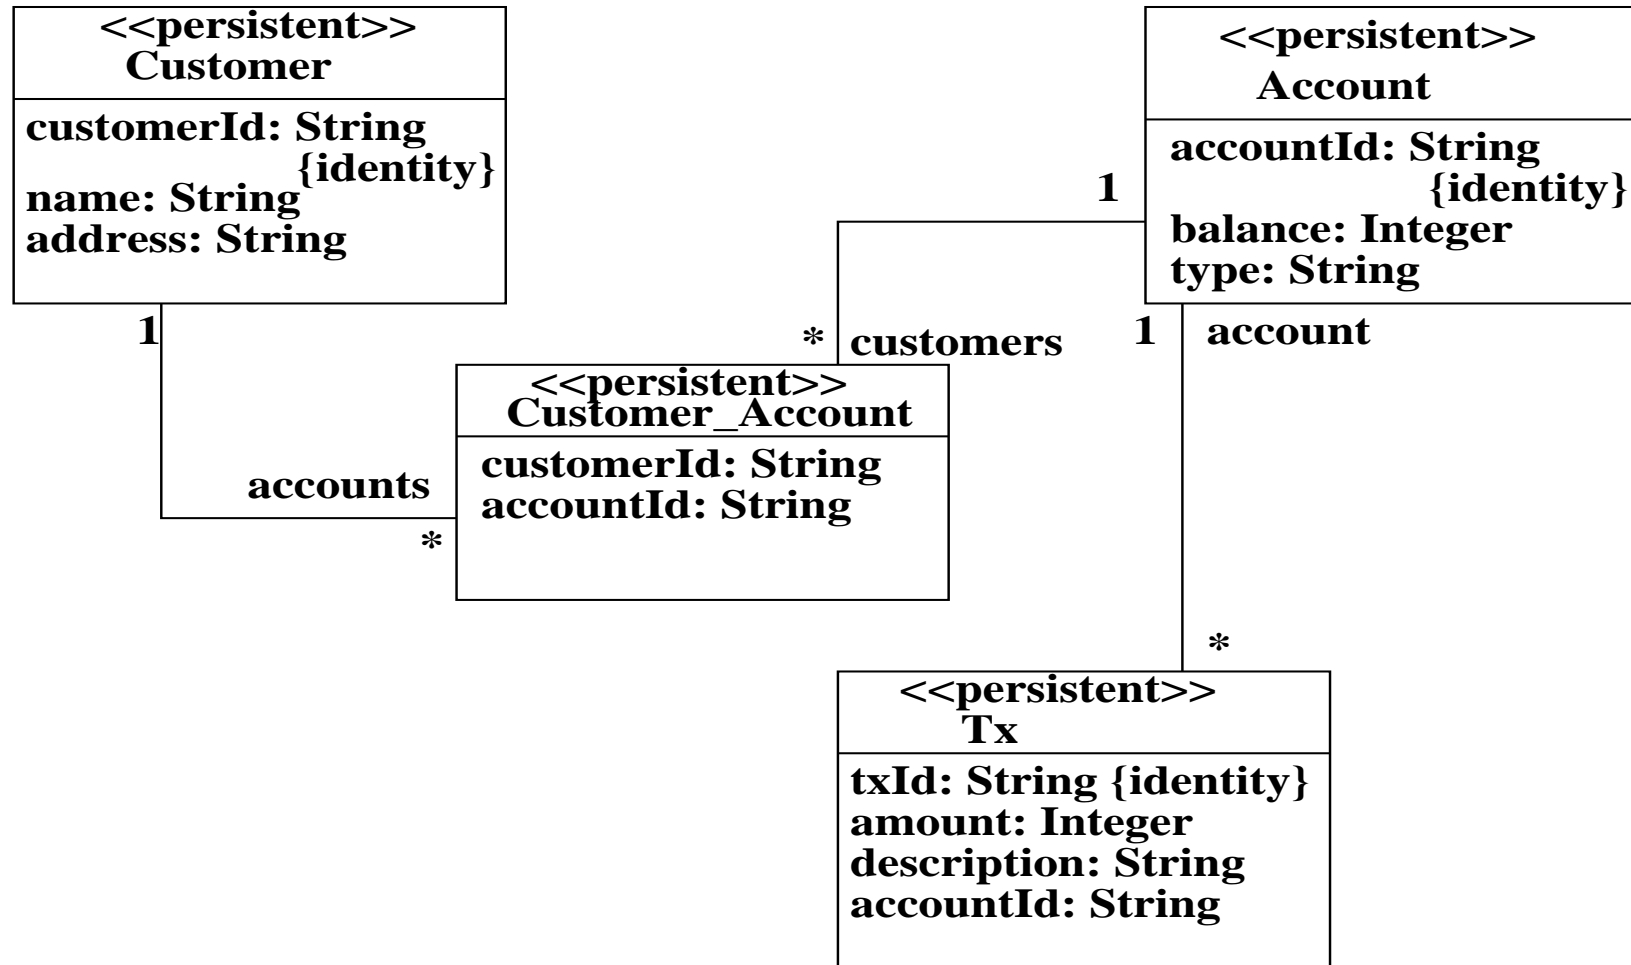 <<persistent>>
Customer
customerId: String
{identity}
name: String
address: String
1
accounts
*
<<persistent>>
Account
accountId: String
{identity}
balance: Integer
type: String
1
* customers
1 account
<<persistent>>
Customer_Account
customerId: String
accountId: String
*
<<persistent>>
Tx
txId: String {identity}
amount: Integer
description: String
accountId: String